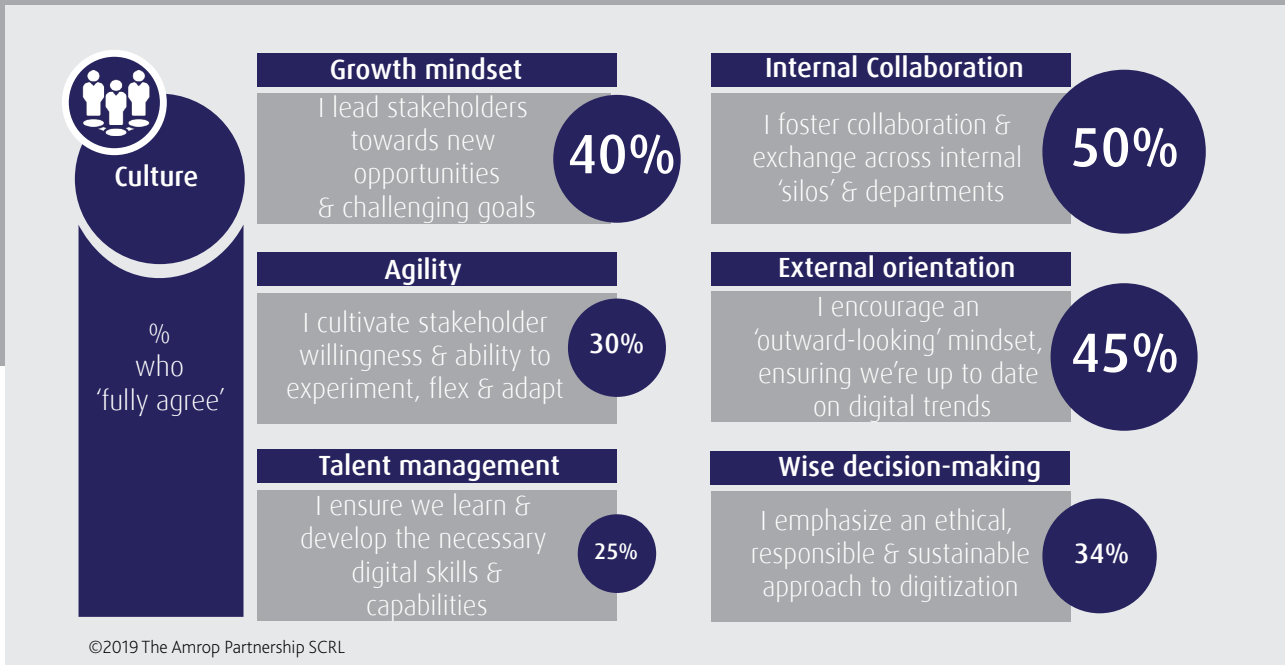 Culture
%
who
‘fully agree’
Growth mindset
I lead stakeholders
towards new
opportunities
& challenging goals
40%
Internal Collaboration
I foster collaboration &
exchange across internal
‘silos’ & departments
50%
Agility
I cultivate stakeholder
willingness & ability to
experiment, flex & adapt
30%
External orientation
I encourage an
‘outward-looking’ mindset,
ensuring we’re up to date
on digital trends
45%
Talent management
I ensure we learn &
develop the necessary
digital skills &
capabilities
25%
Wise decision-making
I emphasize an ethical,
responsible & sustainable
approach to digitization
34%
©2019 The Amrop Partnership SCRL